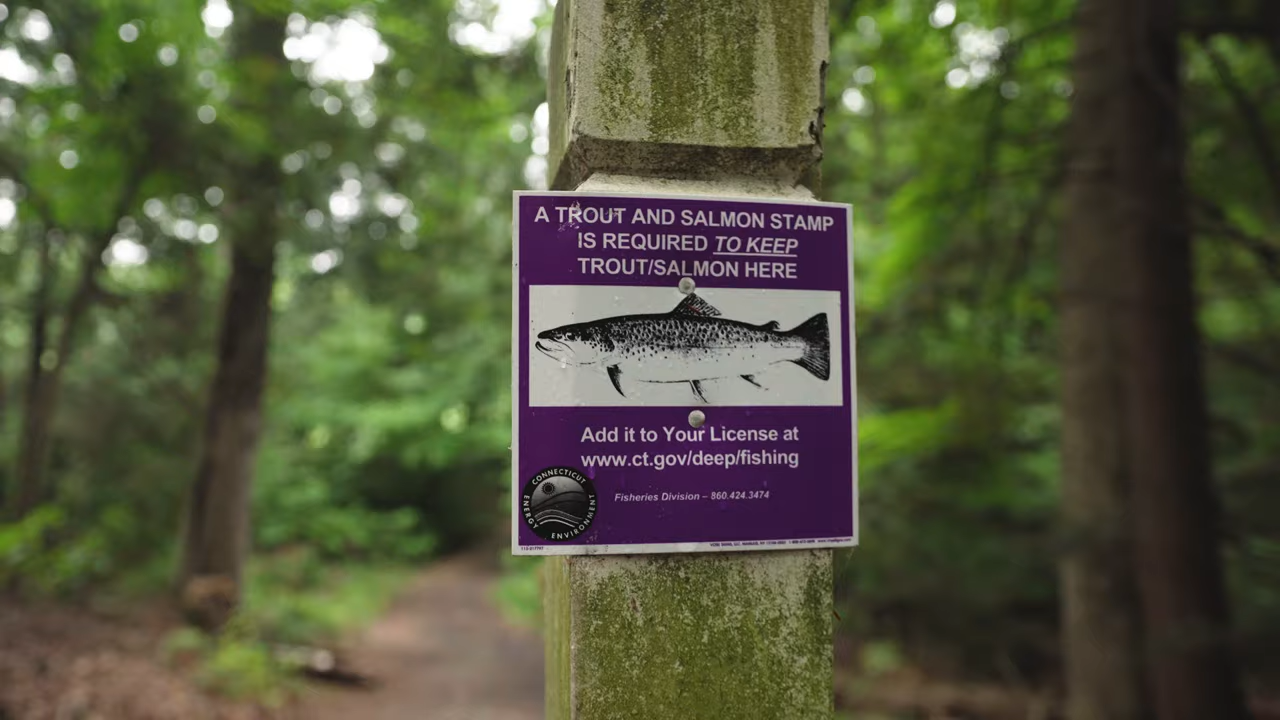 A TROUT AND SALMON STAMP
IS REQUIRED TO KEEP
TROUT/SALMON HERE
Add it to Your License at
www.ct.gov/deep/fishing
Fisheries Division – 860.424.3474
CONNECTICUT
ENERGY
ENVIRONMENT